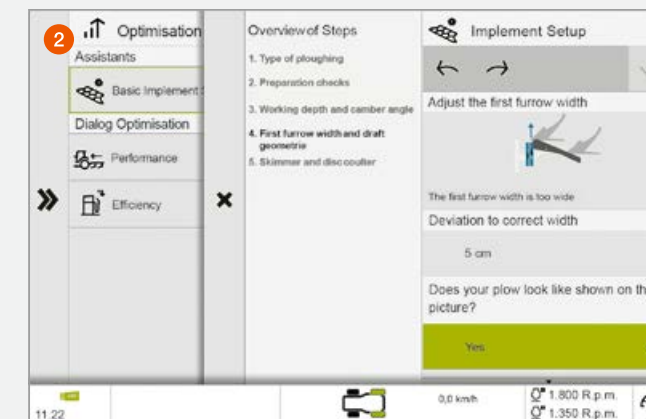 2
Optimisation
Assistants
Basic Implement
Dialog Optimisation
Performance
Efficiency
Overview of Steps
1. Type of ploughing
2. Preparation checks
3. Working depth and camber angle
4. First furrow width and draft
geometrie
5. Skimmer and disc coulter
Implement Setup
Adjust the first furrow width
The first furrow width is too wide
Deviation to correct width
5 cm
Does your plow look like shown on th
picture?
Yes
11.22
0,0 km/h
1.800 R.p.m.
1.350 R.p.m.